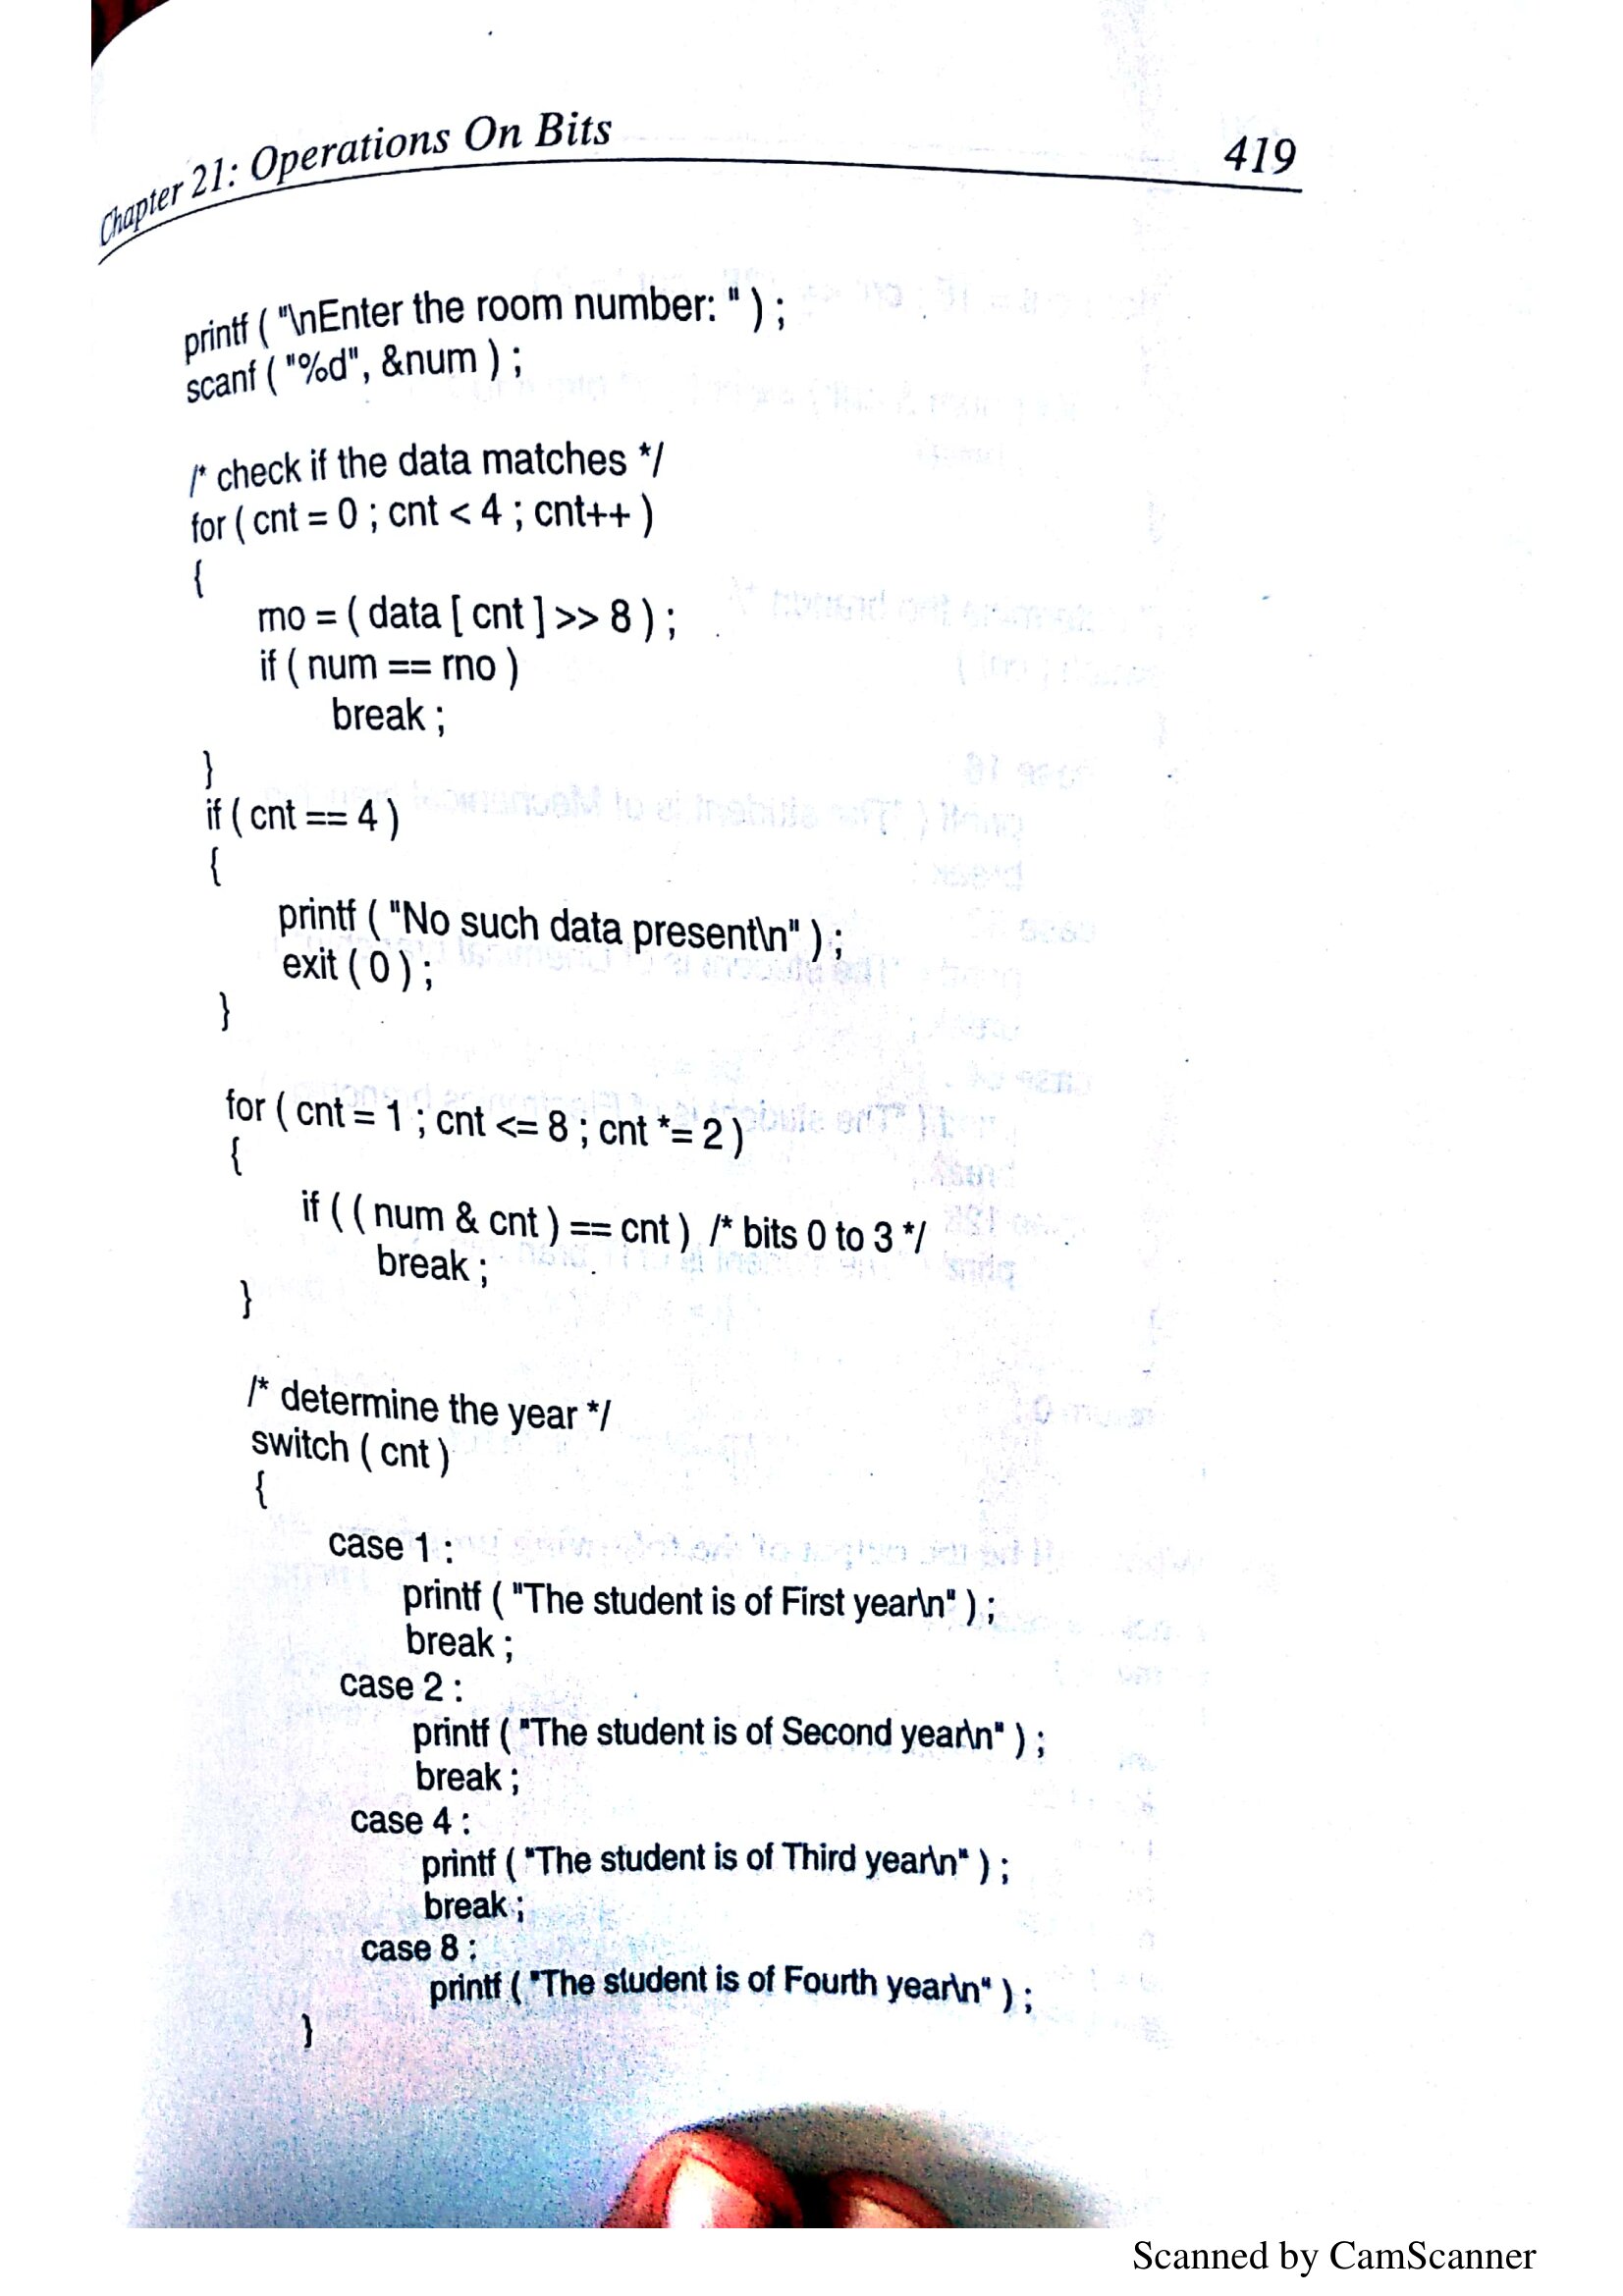 Chapter 21: Operations On Bits 419
printf ( "\nEnter the room number: " ) ;
scanf ( "%d", &num ) ;
/* check if the data matches */
for ( cnt = 0 ; cnt < 4 ; cnt++ )
{
rno = ( data [ cnt ] >> 8 ) ;
if ( num == rno )
break ;
}
if ( cnt == 4 )
{
printf ( "No such data present\n" ) ;
exit ( 0 ) ;
}
for ( cnt = 1 ; cnt <= 8 ; cnt *= 2 )
{
if ( ( num & cnt ) == cnt ) /* bits 0 to 3 */
break ;
}
/* determine the year */
switch ( cnt )
{
case 1 :
printf ( "The student is of First year\n" ) ;
break ;
case 2 :
printf ( "The student is of Second year\n" ) ;
break ;
case 4 :
printf ( "The student is of Third year\n" ) ;
break ;
case 8 :
printf ( "The student is of Fourth year\n" ) ;
}
Scanned by CamScanner